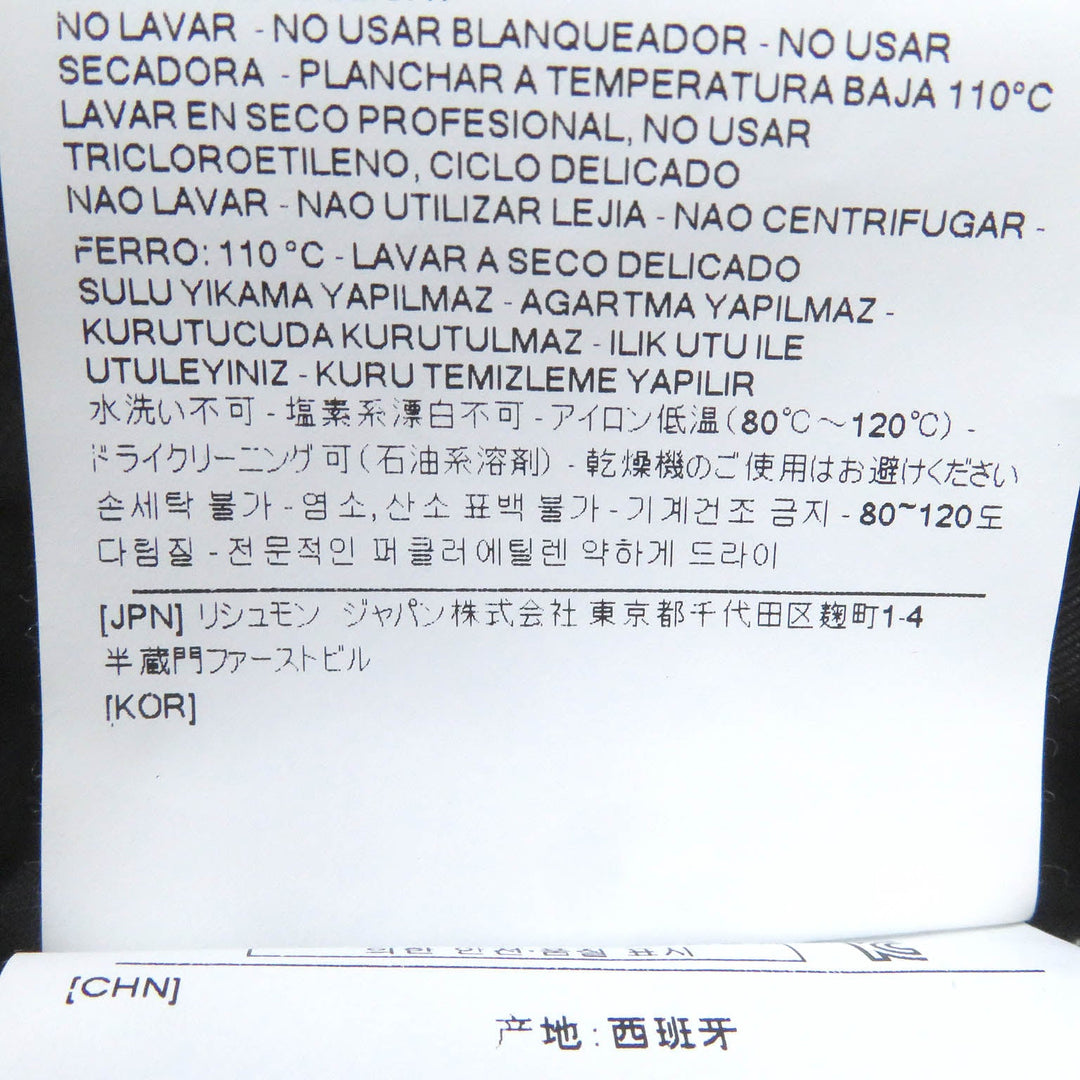 NO LAVAR - NO USAR BLANQUEADOR - NO USAR
SECADORA - PLANCHAR A TEMPERATURA BAJA 110°C
LAVAR EN SECO PROFESIONAL, NO USAR
TRICLOROETILENO, CICLO DELICADO
NAO LAVAR - NAO UTILIZAR LEJIA - NAO CENTRIFUGAR -
FERRO: 110°C - LAVAR A SECO DELICADO
SULU YIKAMA YAPILMAZ - AGARTMA YAPILMAZ -
KURUTUCUDA KURUTULMAZ - ILIK UTU ILE
UTULEYINIZ - KURU TEMIZLEME YAPILIR
水洗い不可 - 塩素系漂白不可 - アイロン低温(80℃～120℃) -
ドライクリーニング可(石油系溶剤) - 乾燥機のご使用はお避けください
손세탁 불가 - 염소, 산소 표백 불가 - 기계건조 금지 - 80~120도
다림질 - 전문적인 퍼클러에틸렌 약하게 드라이
[JPN] リシュモン ジャパン株式会社 東京都千代田区麹町1-4
半蔵門ファーストビル
[KOR]
[CHN]
产地: 西班牙